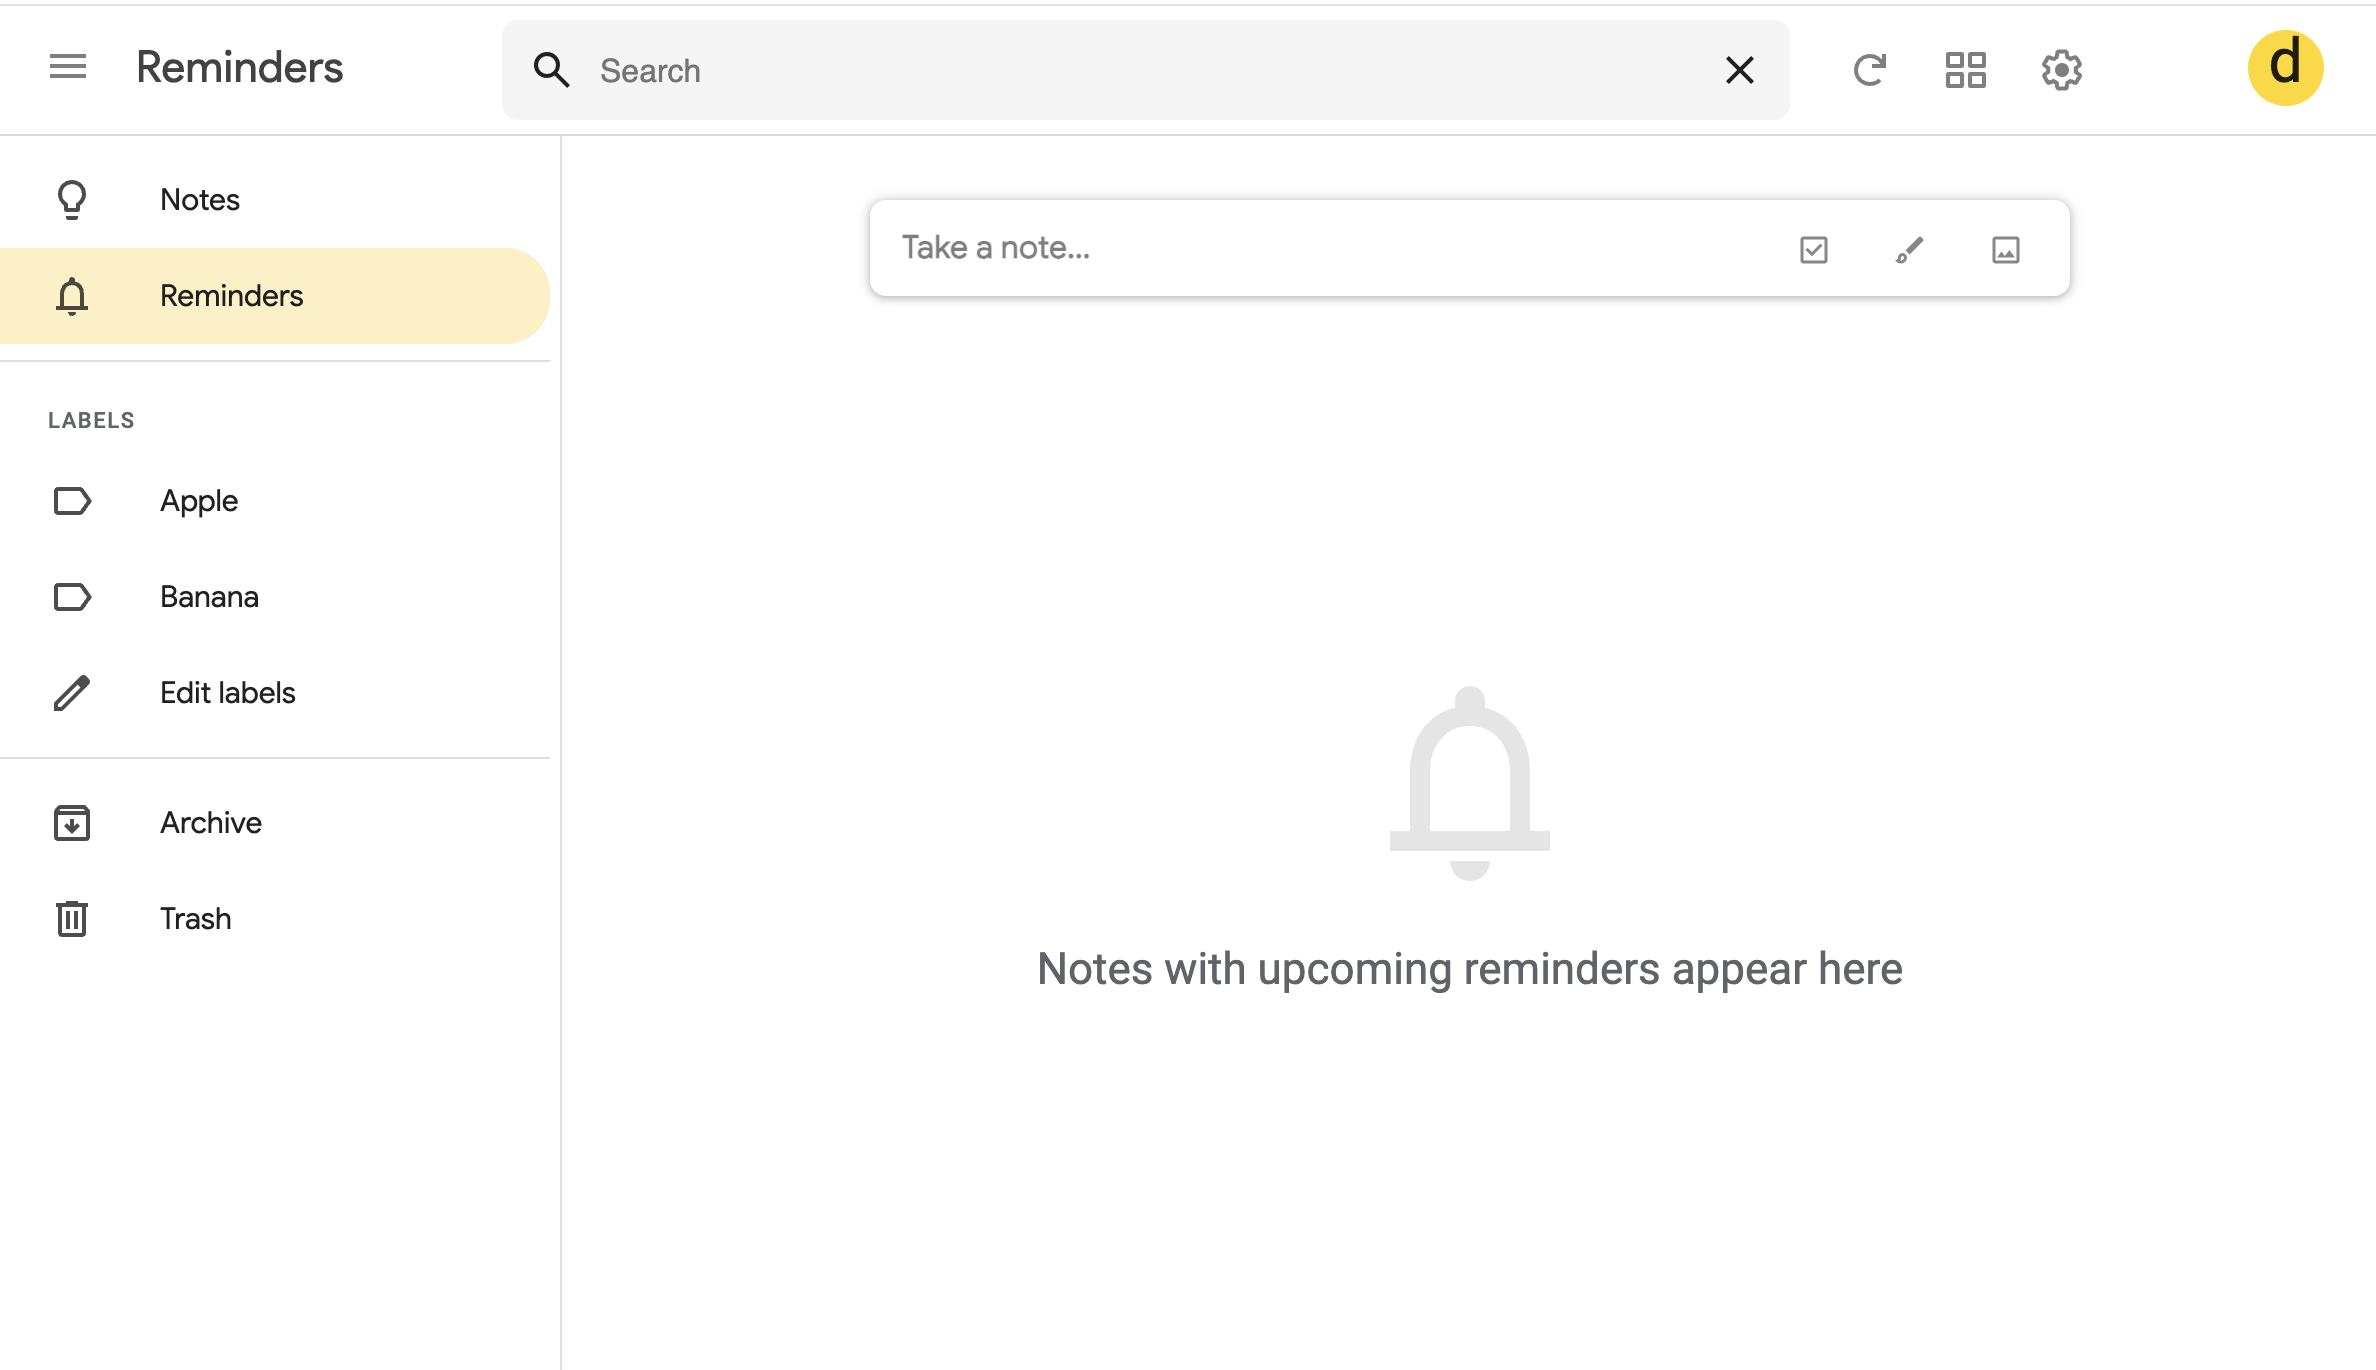 Reminders
Search
d
Notes
Reminders
LABELS
Apple
Banana
Edit labels
Archive
Trash
Take a note...
Notes with upcoming reminders appear here